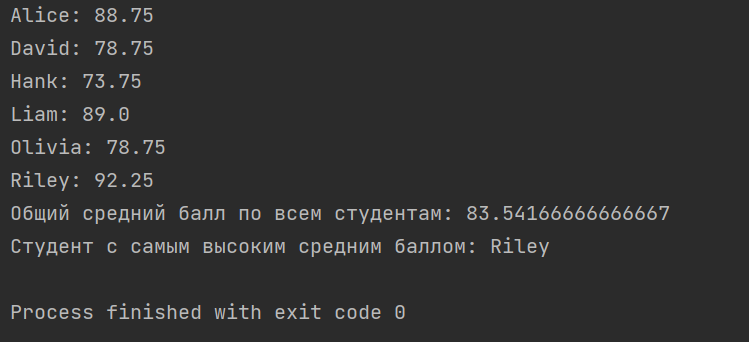 Alice: 88.75
David: 78.75
Hank: 73.75
Liam: 89.0
Olivia: 78.75
Riley: 92.25
Общий средний балл по всем студентам: 83.54166666666667
Студент с самым высоким средним баллом: Riley
Process finished with exit code 0